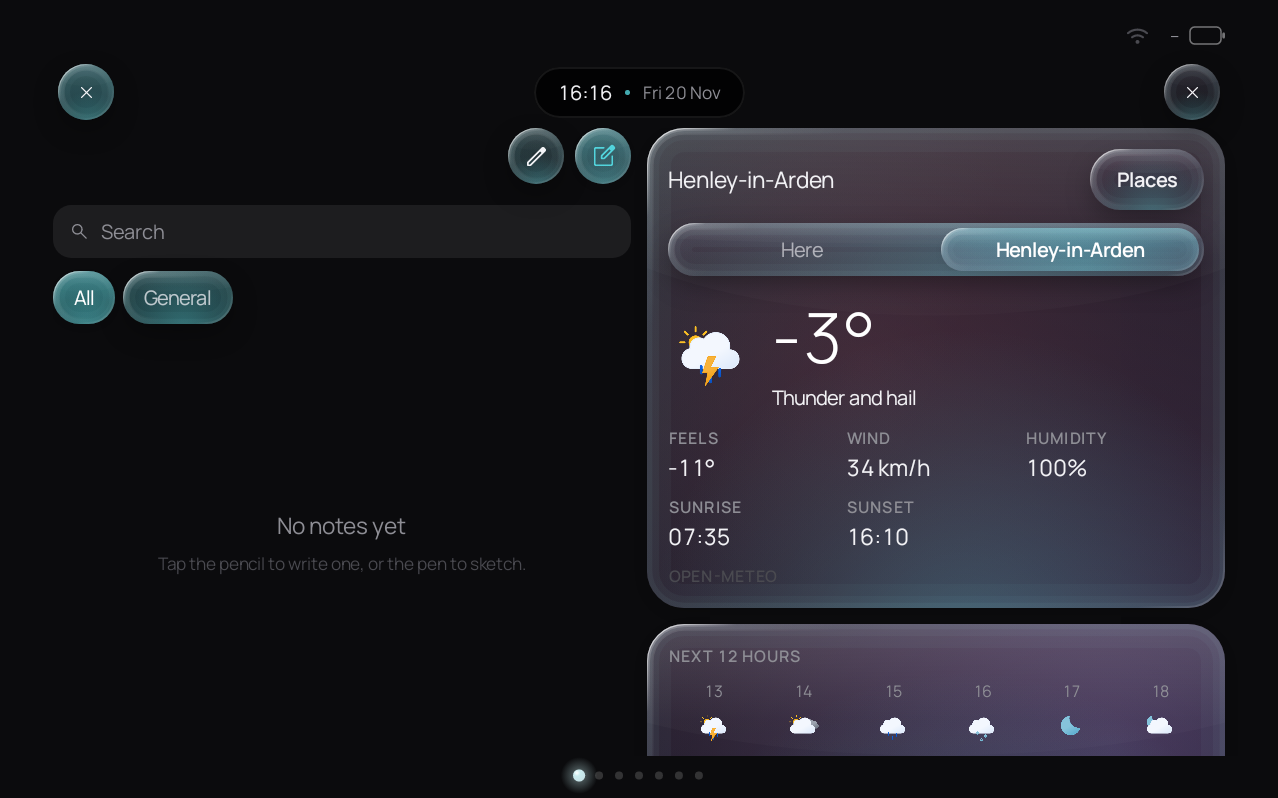 –
16:16 • Fri 20 Nov
Search
All
General
No notes yet
Tap the pencil to write one, or the pen to sketch.
Henley-in-Arden
Places
Here
Henley-in-Arden
-3°
Thunder and hail
FEELS
WIND
HUMIDITY
-11°
34 km/h
100%
SUNRISE
SUNSET
07:35
16:10
OPEN-METEO
NEXT 12 HOURS
13 14 15 16 17 18